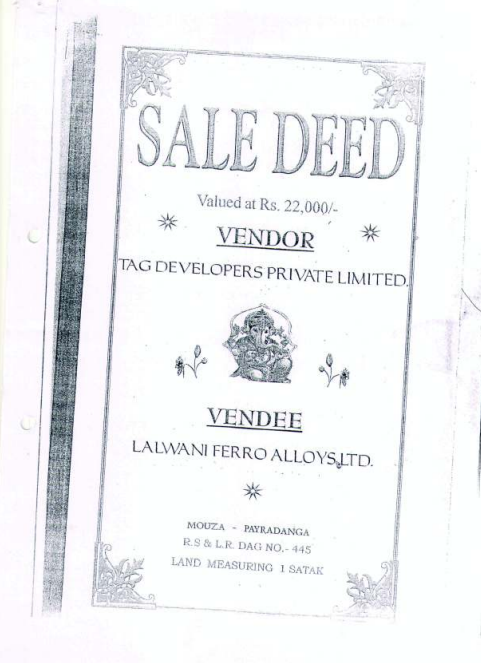 SALE DEED
Valued at Rs. 22,000/-
VENDOR
TAG DEVELOPERS PRIVATE LIMITED.
VENDEE
LALWANI FERRO ALLOYS LTD.
MOUZA - PAYRADANGA
R.S & L.R. DAG NO.- 445
LAND MEASURING 1 SATAK